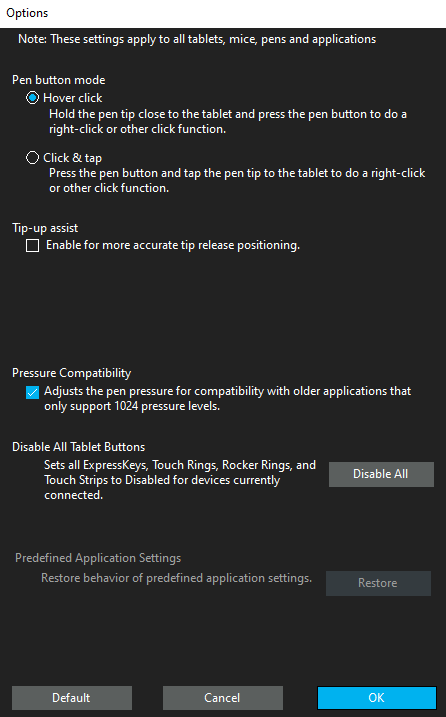 Options
Note: These settings apply to all tablets, mice, pens and applications
Pen button mode
Hover click
Hold the pen tip close to the tablet and press the pen button to do a
right-click or other click function.
Click & tap
Press the pen button and tap the pen tip to the tablet to do a right-click
or other click function.
Tip-up assist
Enable for more accurate tip release positioning.
Pressure Compatibility
Adjusts the pen pressure for compatibility with older applications that
only support 1024 pressure levels.
Disable All Tablet Buttons
Sets all ExpressKeys, Touch Rings, Rocker Rings, and
Touch Strips to Disabled for devices currently
connected.
Disable All
Predefined Application Settings
Restore behavior of predefined application settings.
Restore
Default
Cancel
OK